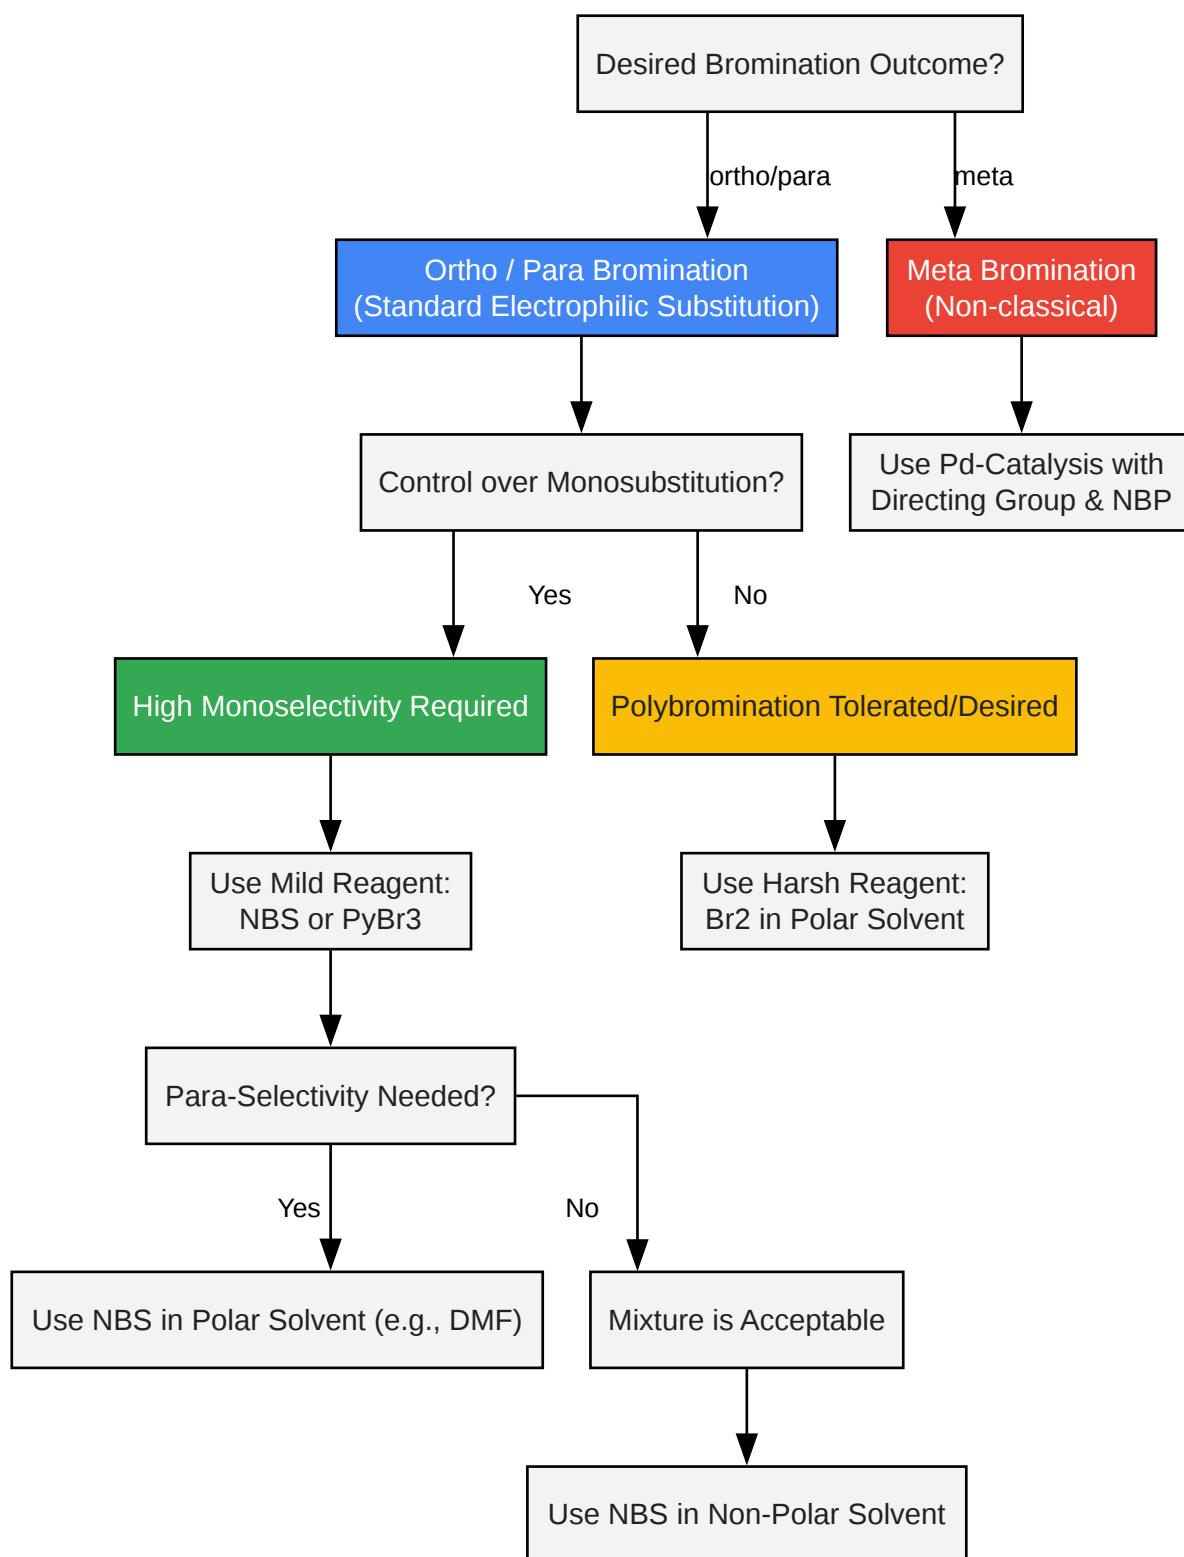 Desired Bromination Outcome?
ortho/para
meta
Ortho / Para Bromination
(Standard Electrophilic Substitution)
Meta Bromination
(Non-classical)
Control over Monosubstitution?
Use Pd-Catalysis with
Directing Group & NBP
Yes
No
High Monoselectivity Required
Polybromination Tolerated/Desired
Use Mild Reagent:
NBS or PyBr3
Use Harsh Reagent:
Br2 in Polar Solvent
Para-Selectivity Needed?
Yes
No
Use NBS in Polar Solvent (e.g., DMF)
Mixture is Acceptable
Use NBS in Non-Polar Solvent